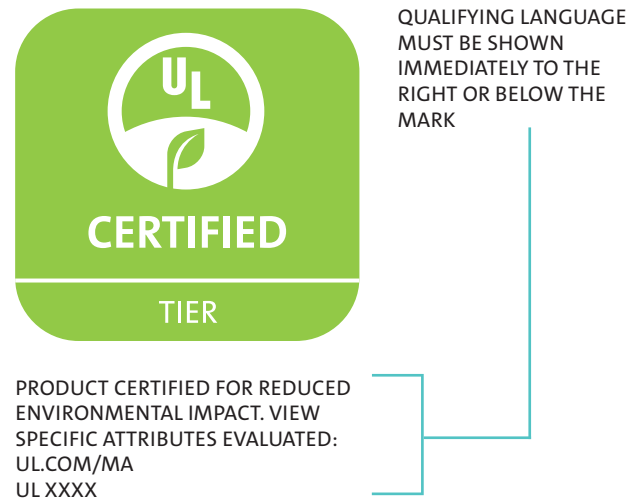 UL
CERTIFIED
TIER
PRODUCT CERTIFIED FOR REDUCED
ENVIRONMENTAL IMPACT. VIEW
SPECIFIC ATTRIBUTES EVALUATED:
UL.COM/MA
UL XXXX
QUALIFYING LANGUAGE
MUST BE SHOWN
IMMEDIATELY TO THE
RIGHT OR BELOW THE
MARK